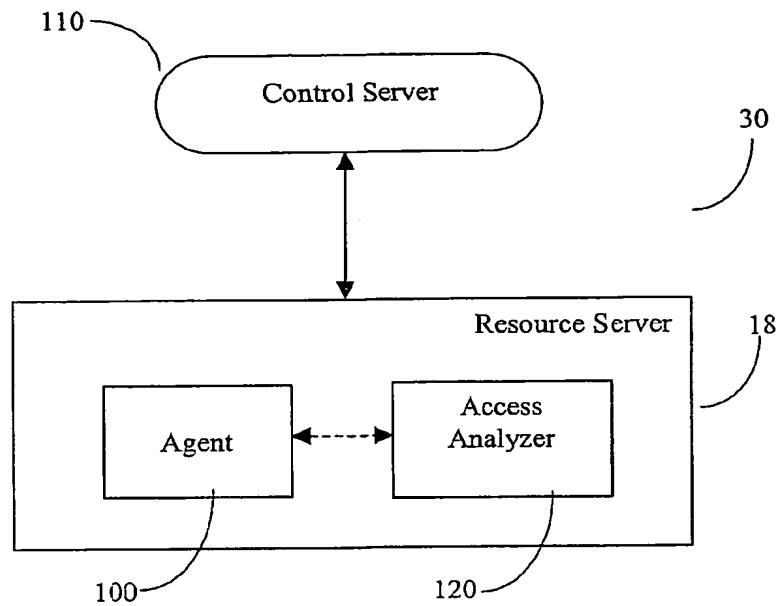 110
Control Server
30
Resource Server
18
Agent
Access
Analyzer
100
120